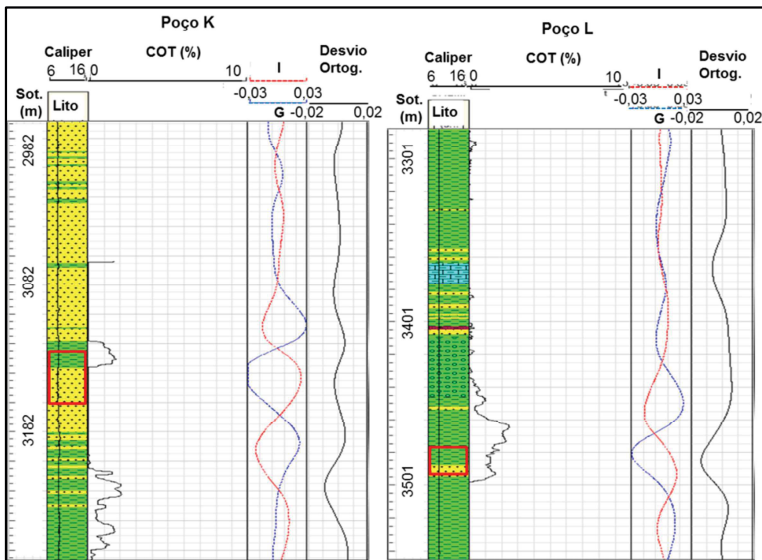 Poço K
Caliper COT (%) I Desvio Ortog.
6 16 0 10 -0,03 0,03
Sot. (m) Lito G -0,02 0,02
2982
3082
3182
Poço L
Caliper COT (%) I Desvio Ortog.
6 16 0 10 -0,03 0,03
Sot. (m) Lito G -0,02 0,02
3301
3401
3501